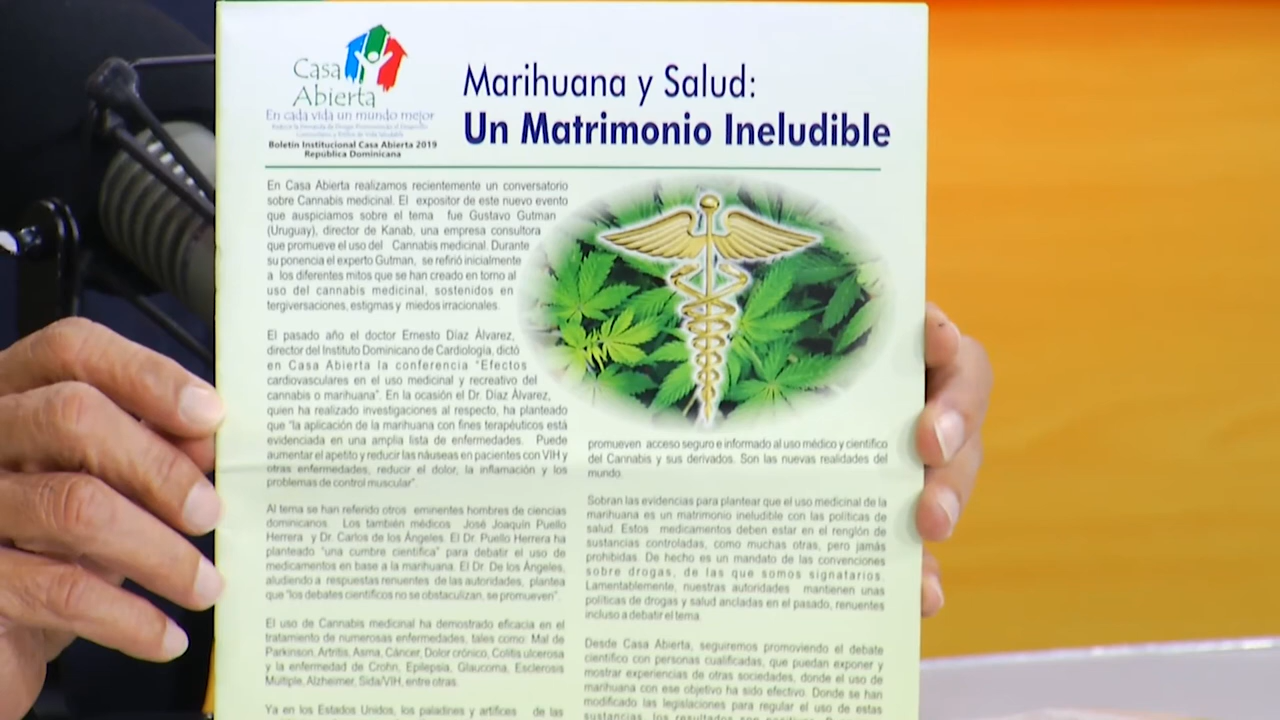 Casa
Abierta
En cada vida un mundo mejor
Boletín Institucional Casa Abierta 2019
República Dominicana
Marihuana y Salud:
Un Matrimonio Ineludible
En Casa Abierta realizamos recientemente un conversatorio
sobre Cannabis medicinal. El expositor de este nuevo evento
que auspiciamos sobre el tema fue Gustavo Gutman
(Uruguay), director de Kanab, una empresa consultora
que promueve el uso del Cannabis medicinal. Durante
su ponencia el experto Gutman, se refirió inicialmente
a los diferentes mitos que se han creado en torno al
uso del cannabis medicinal, sostenidos en
tergiversaciones, estigmas y miedos irracionales.
El pasado año el doctor Ernesto Díaz Álvarez,
director del Instituto Dominicano de Cardiología, dictó
en Casa Abierta la conferencia "Efectos
cardiovasculares en el uso medicinal y recreativo del
cannabis o marihuana". En la ocasión el Dr. Díaz Álvarez,
quien ha realizado investigaciones al respecto, ha planteado
que "la aplicación de la marihuana con fines terapéuticos está
evidenciada en una amplia lista de enfermedades. Puede
aumentar el apetito y reducir las náuseas en pacientes con VIH y
otras enfermedades, reducir el dolor, la inflamación y los
problemas de control muscular".
Al tema se han referido otros eminentes hombres de ciencias
dominicanos. Los también médicos José Joaquín Puello
Herrera y Dr. Carlos de los Ángeles. El Dr. Puello Herrera ha
planteado "una cumbre científica" para debatir el uso de
medicamentos en base a la marihuana. El Dr. De los Ángeles,
aludiendo a respuestas renuentes de las autoridades, plantea
que "los debates científicos no se obstaculizan, se promueven".
El uso de Cannabis medicinal ha demostrado eficacia en el
tratamiento de numerosas enfermedades, tales como: Mal de
Parkinson, Artritis, Asma, Cáncer, Dolor crónico, Colitis ulcerosa
y la enfermedad de Crohn, Epilepsia, Glaucoma, Esclerosis
Multiple, Alzheimer, Sida/VIH, entre otras.
Ya en los Estados Unidos, los paladines y artífices de las
promueven acceso seguro e informado al uso médico y científico
del Cannabis y sus derivados. Son las nuevas realidades del
mundo.
Sobran las evidencias para plantear que el uso medicinal de la
marihuana es un matrimonio ineludible con las políticas de
salud. Estos medicamentos deben estar en el renglón de
sustancias controladas, como muchas otras, pero jamás
prohibidas. De hecho es un mandato de las convenciones
sobre drogas, de las que somos signatarios.
Lamentablemente, nuestras autoridades mantienen unas
políticas de drogas y salud ancladas en el pasado, renuentes
incluso a debatir el tema.
Desde Casa Abierta, seguiremos promoviendo el debate
científico con personas cualificadas, que puedan exponer y
mostrar experiencias de otras sociedades, donde el uso de
marihuana con ese objetivo ha sido efectivo. Donde se han
modificado las legislaciones para regular el uso de estas
sustancias, los resultados son